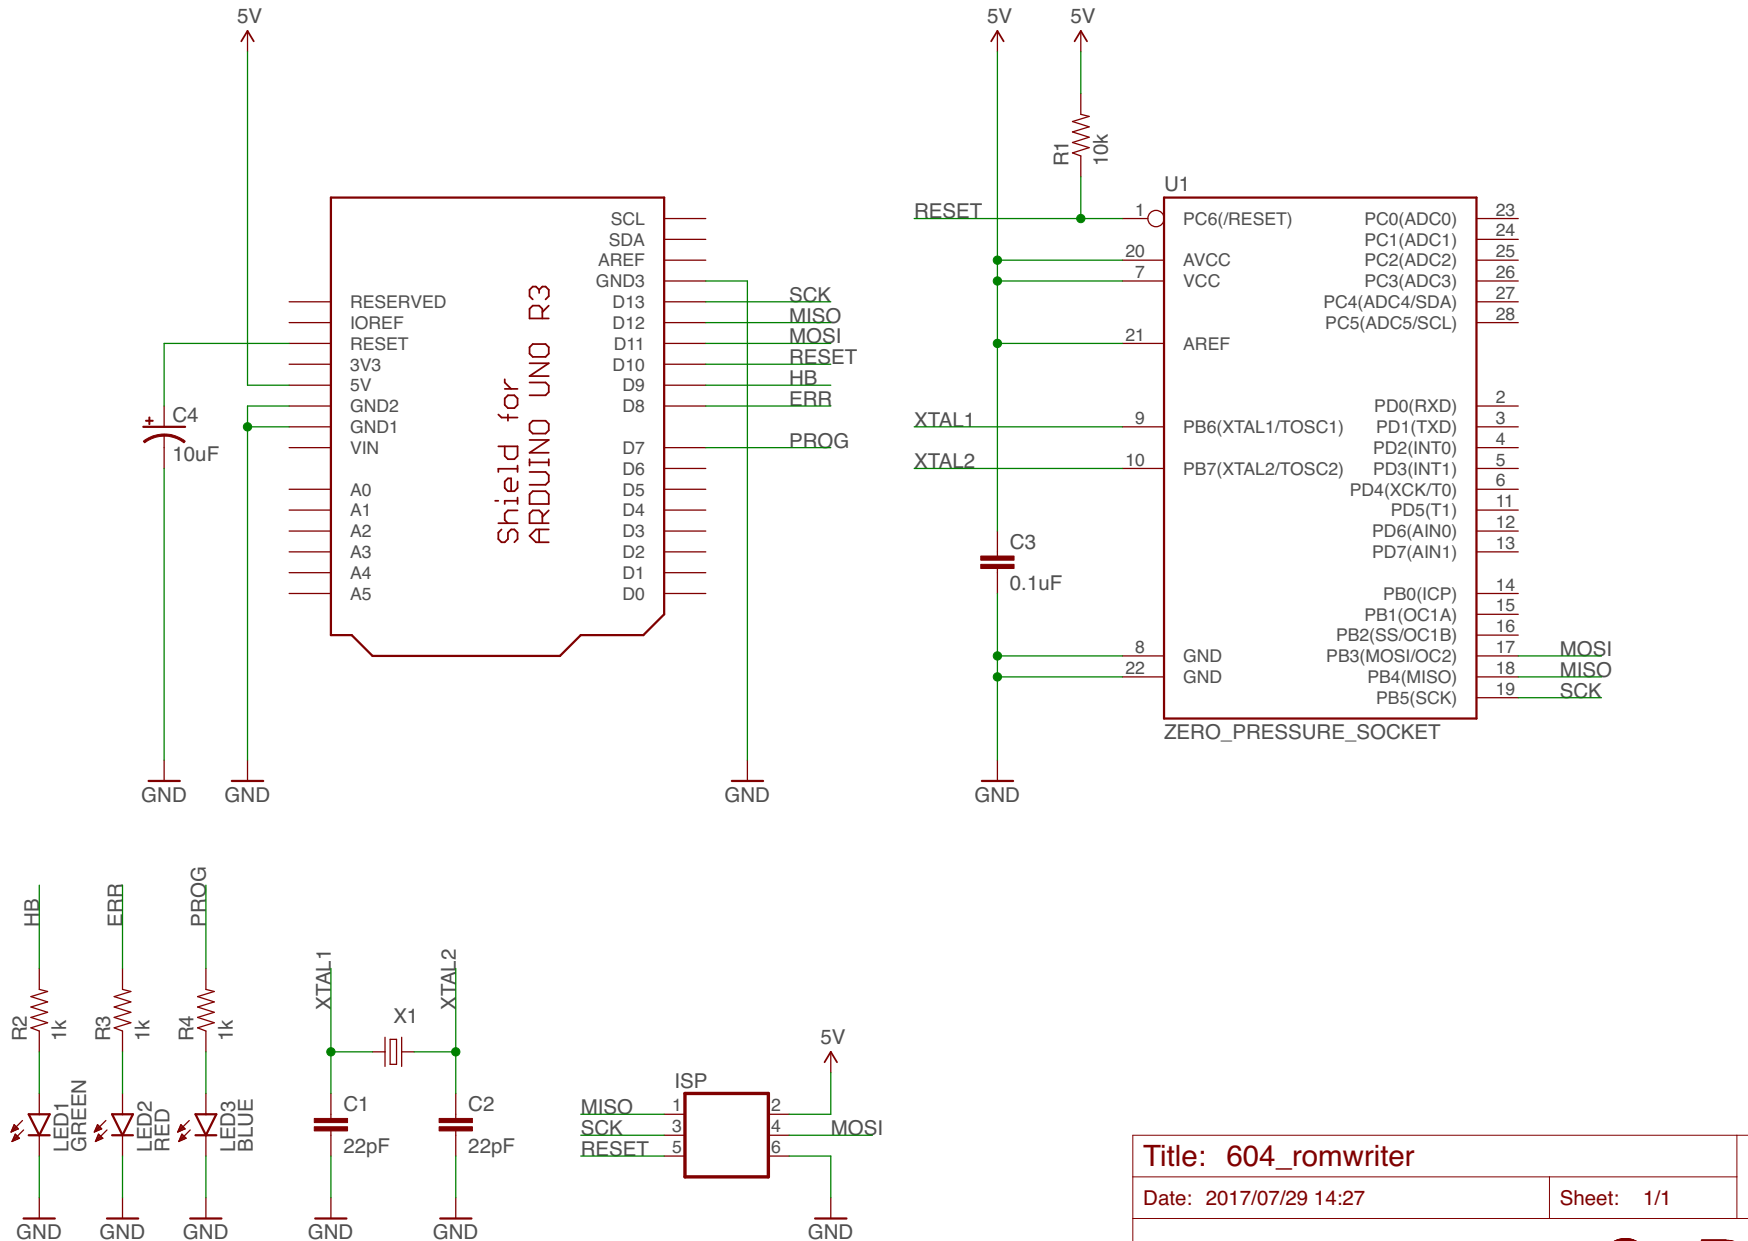 5V
5V
5V
R1
10k
U1
RESET
SCL
SDA
AREF
GND3
D13
D12
D11
D10
D9
D8
D7
D6
D5
D4
D3
D2
D1
D0
RESERVED
IOREF
RESET
3V3
5V
GND2
GND1
VIN
A0
A1
A2
A3
A4
A5
Shield for
ARDUINO UNO R3
SCK
MISO
MOSI
RESET
HB
ERR
PROG
C4
10uF
GND
GND
GND
1
20
7
21
9
10
8
22
PC6(/RESET)
AVCC
VCC
AREF
XTAL1
PB6(XTAL1/TOSC1)
XTAL2
PB7(XTAL2/TOSC2)
GND
GND
C3
0.1uF
GND
PC0(ADC0) 23
PC1(ADC1) 24
PC2(ADC2) 25
PC3(ADC3) 26
PC4(ADC4/SDA) 27
PC5(ADC5/SCL) 28
PD0(RXD) 2
PD1(TXD) 3
PD2(INT0) 4
PD3(INT1) 5
PD4(XCK/T0) 6
PD5(T1) 11
PD6(AIN0) 12
PD7(AIN1) 13
PB0(ICP) 14
PB1(OC1A) 15
PB2(SS/OC1B) 16
PB3(MOSI/OC2) 17 MOSI
PB4(MISO) 18 MISO
PB5(SCK) 19 SCK
ZERO_PRESSURE_SOCKET
HB
R2
1k
LED1
GREEN
GND
ERR
R3
1k
LED2
RED
GND
PROG
R4
1k
LED3
BLUE
GND
XTAL1
XTAL2
X1
C1
22pF
C2
22pF
GND
GND
ISP
5V
MISO 1 2
SCK 3 4 MOSI
RESET 5 6
GND
Title: 604_romwriter
Date: 2017/07/29 14:27
Sheet: 1/1